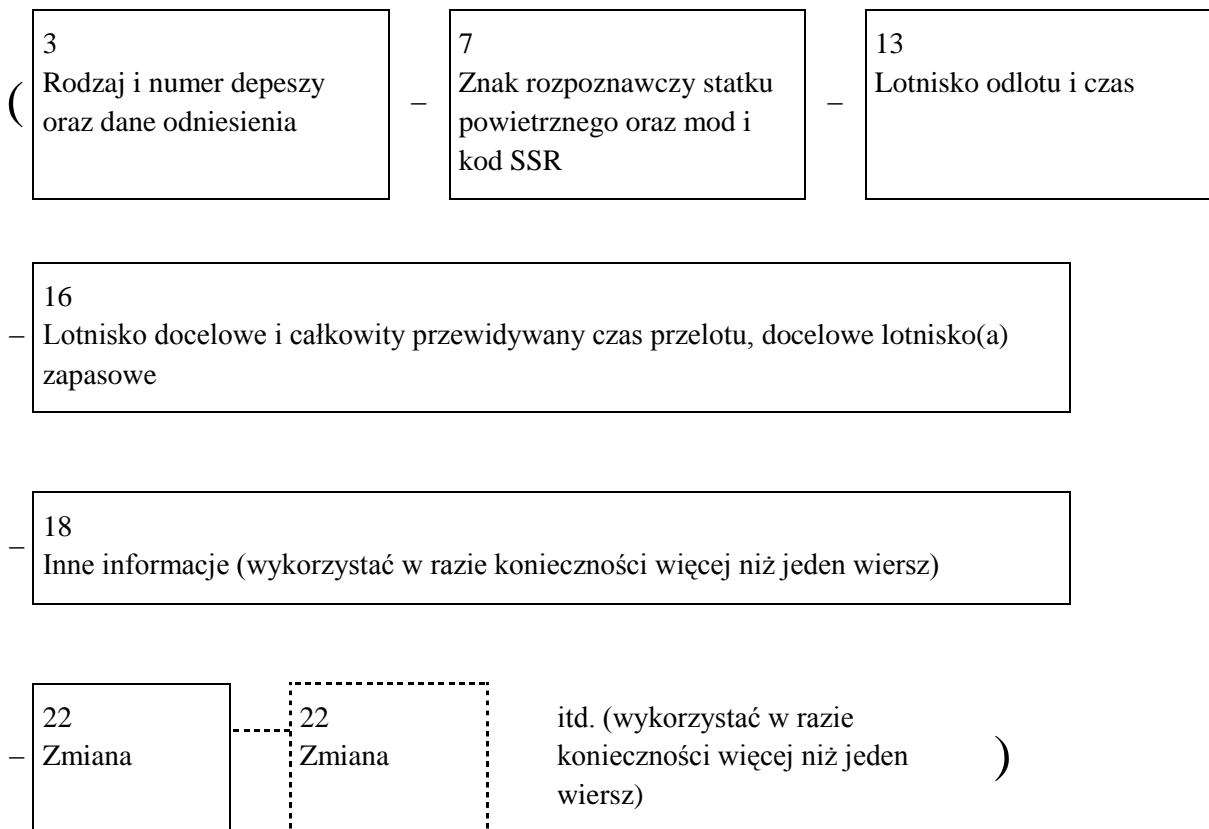 3
Rodzaj i numer depeszy
oraz dane odniesienia
(
–
7
Znak rozpoznawczy statku
powietrznego oraz mod i
kod SSR
–
13
Lotnisko odlotu i czas
–
16
Lotnisko docelowe i całkowity przewidywany czas przelotu, docelowe lotnisko(a)
zapasowe
–
18
Inne informacje (wykorzystać w razie konieczności więcej niż jeden wiersz)
–
22
Zmiana
22
Zmiana
itd. (wykorzystać w razie
konieczności więcej niż jeden
wiersz)
)